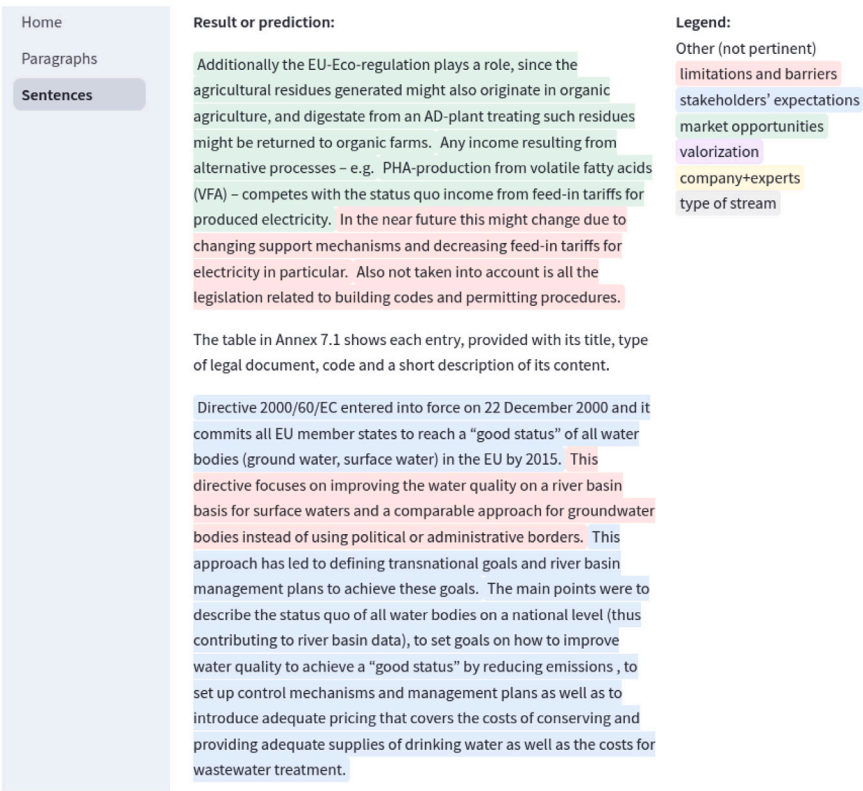 Home
Paragraphs
Sentences
Result or prediction:
Additionally the EU-Eco-regulation plays a role, since the
agricultural residues generated might also originate in organic
agriculture, and digestate from an AD-plant treating such residues
might be returned to organic farms. Any income resulting from
alternative processes – e.g. PHA-production from volatile fatty acids
(VFA) – competes with the status quo income from feed-in tariffs for
produced electricity. In the near future this might change due to
changing support mechanisms and decreasing feed-in tariffs for
electricity in particular. Also not taken into account is all the
legislation related to building codes and permitting procedures.
The table in Annex 7.1 shows each entry, provided with its title, type
of legal document, code and a short description of its content.
Directive 2000/60/EC entered into force on 22 December 2000 and it
commits all EU member states to reach a “good status” of all water
bodies (ground water, surface water) in the EU by 2015. This
directive focuses on improving the water quality on a river basin
basis for surface waters and a comparable approach for groundwater
bodies instead of using political or administrative borders. This
approach has led to defining transnational goals and river basin
management plans to achieve these goals. The main points were to
describe the status quo of all water bodies on a national level (thus
contributing to river basin data), to set goals on how to improve
water quality to achieve a “good status” by reducing emissions , to
set up control mechanisms and management plans as well as to
introduce adequate pricing that covers the costs of conserving and
providing adequate supplies of drinking water as well as the costs for
wastewater treatment.
Legend:
Other (not pertinent)
limitations and barriers
stakeholders’ expectations
market opportunities
valorization
company+experts
type of stream